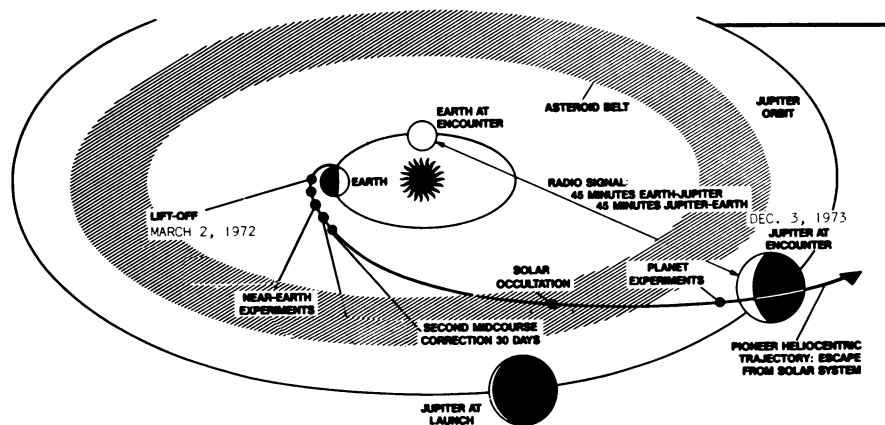 EARTH AT
ENCOUNTER
ASTEROID BELT
JUPITER
ORBIT
EARTH
RADIO SIGNAL:
45 MINUTES EARTH-JUPITER
45 MINUTES JUPITER-EARTH
LIFT-OFF
MARCH 2, 1972
DEC. 3, 1973
JUPITER AT
ENCOUNTER
SOLAR
OCCULTATION
PLANET
EXPERIMENTS
NEAR-EARTH
EXPERIMENTS
SECOND MIDCOURSE
CORRECTION 30 DAYS
PIONEER HELIOCENTRIC
TRAJECTORY: ESCAPE
FROM SOLAR SYSTEM
JUPITER AT
LAUNCH